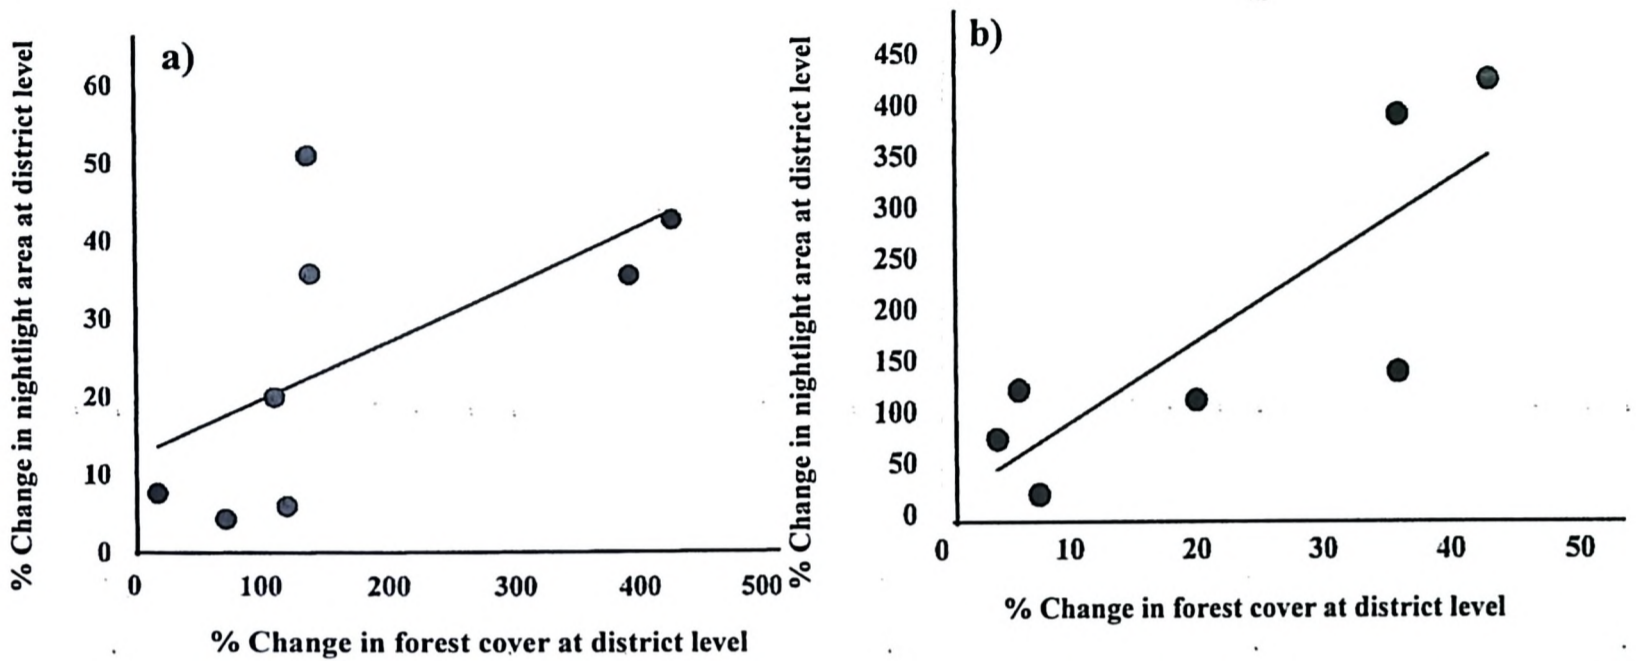 a)
% Change in nightlight area at district level
60
50
40
30
20
10
0
0 100 200 300 400 500
% Change in forest cover at district level
b)
% Change in nightlight area at district level
450
400
350
300
250
200
150
100
50
0
0 10 20 30 40 50
% Change in forest cover at district level